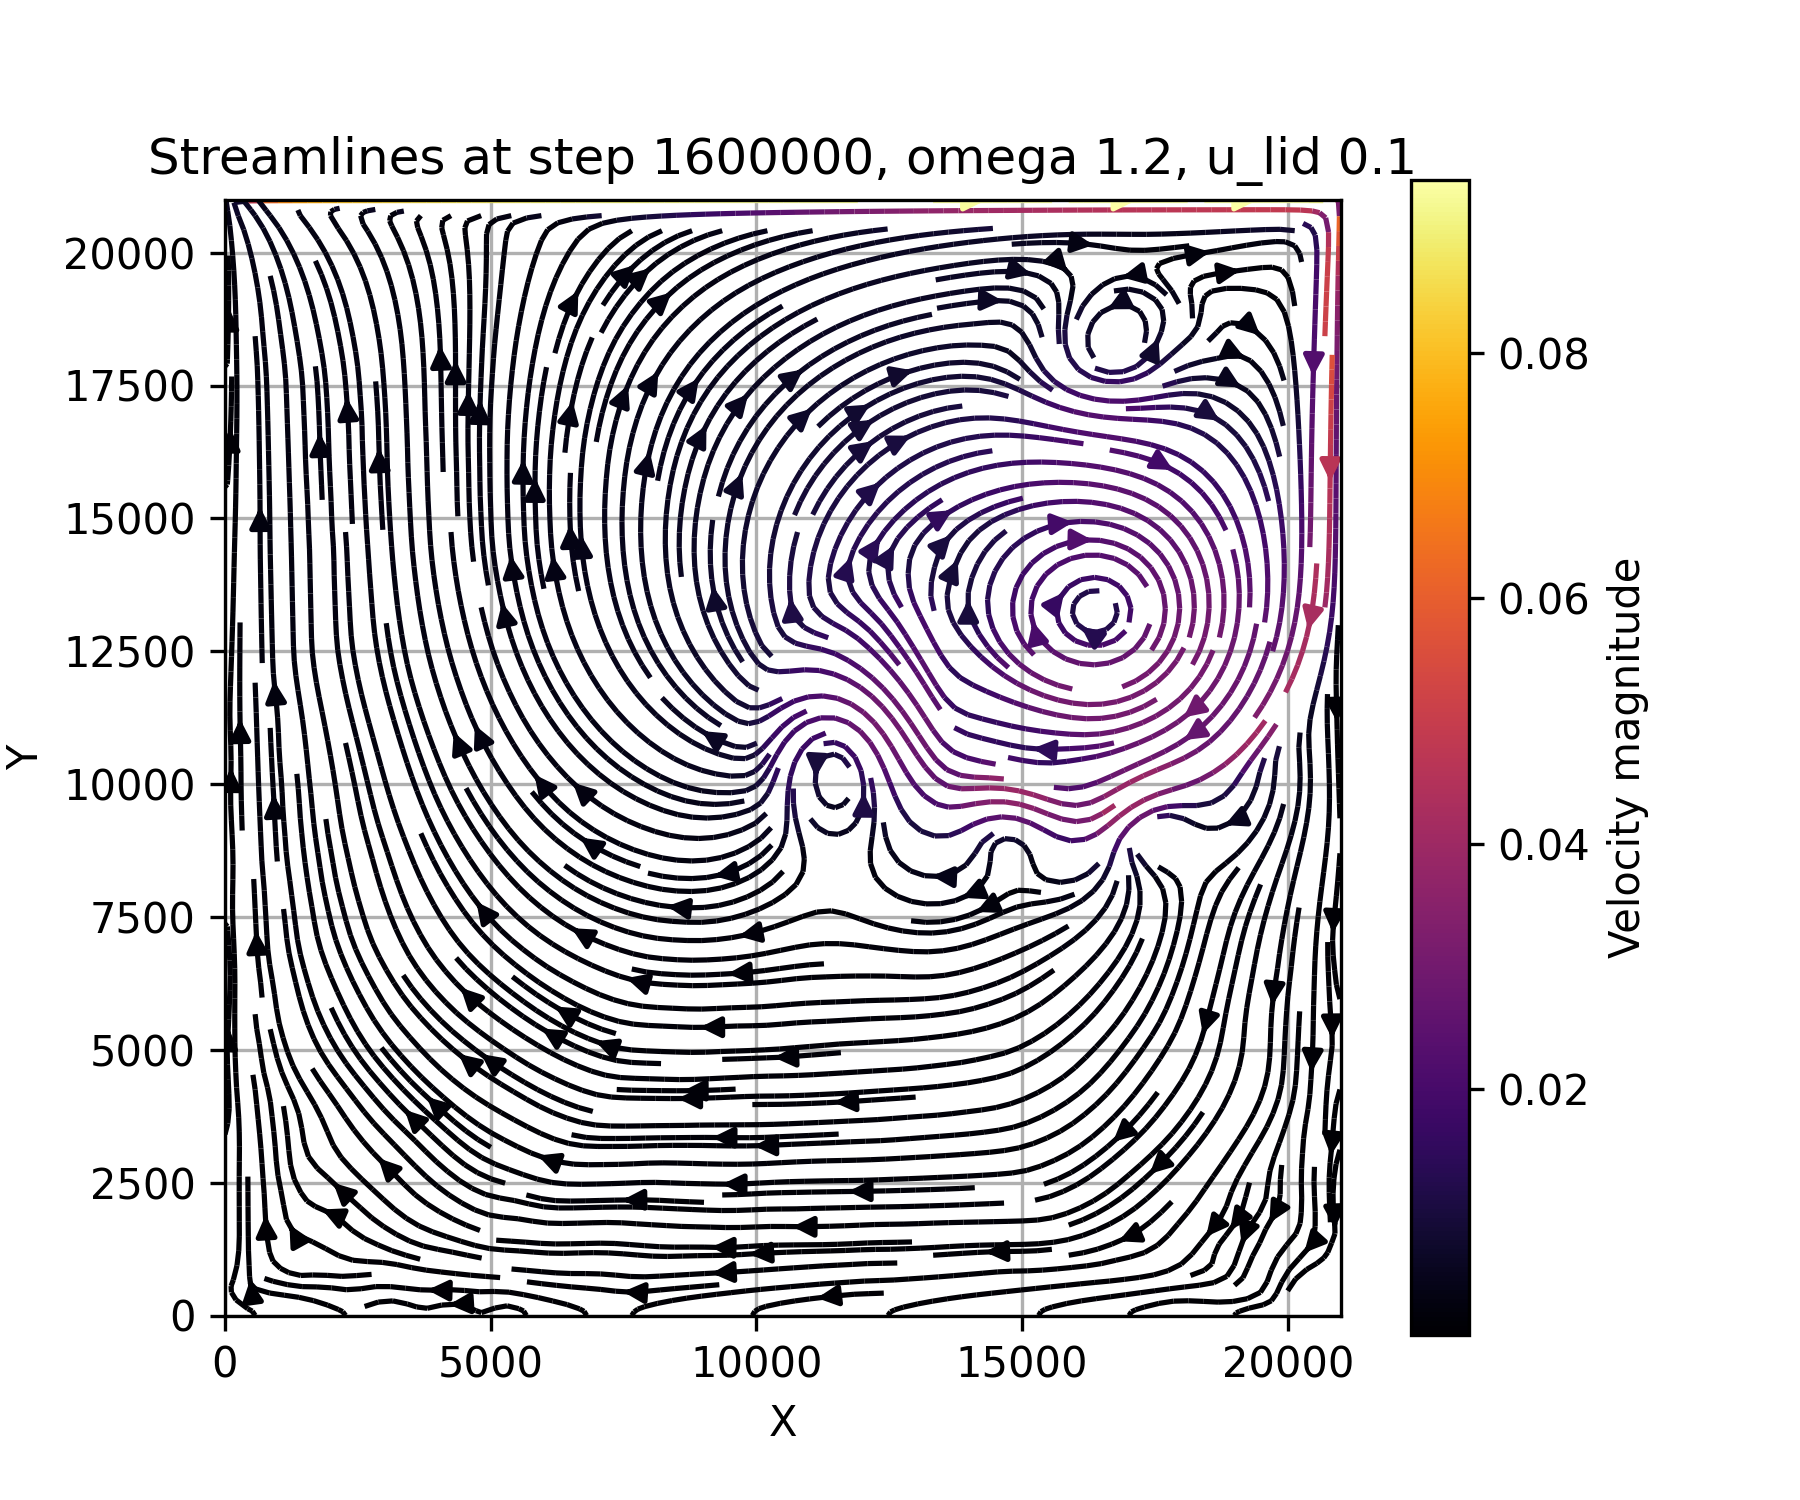 Streamlines at step 1600000, omega 1.2, u_lid 0.1
20000
17500
15000
12500
10000
7500
5000
2500
0
Y
0 5000 10000 15000 20000
X
0.08
0.06
0.04
0.02
Velocity magnitude